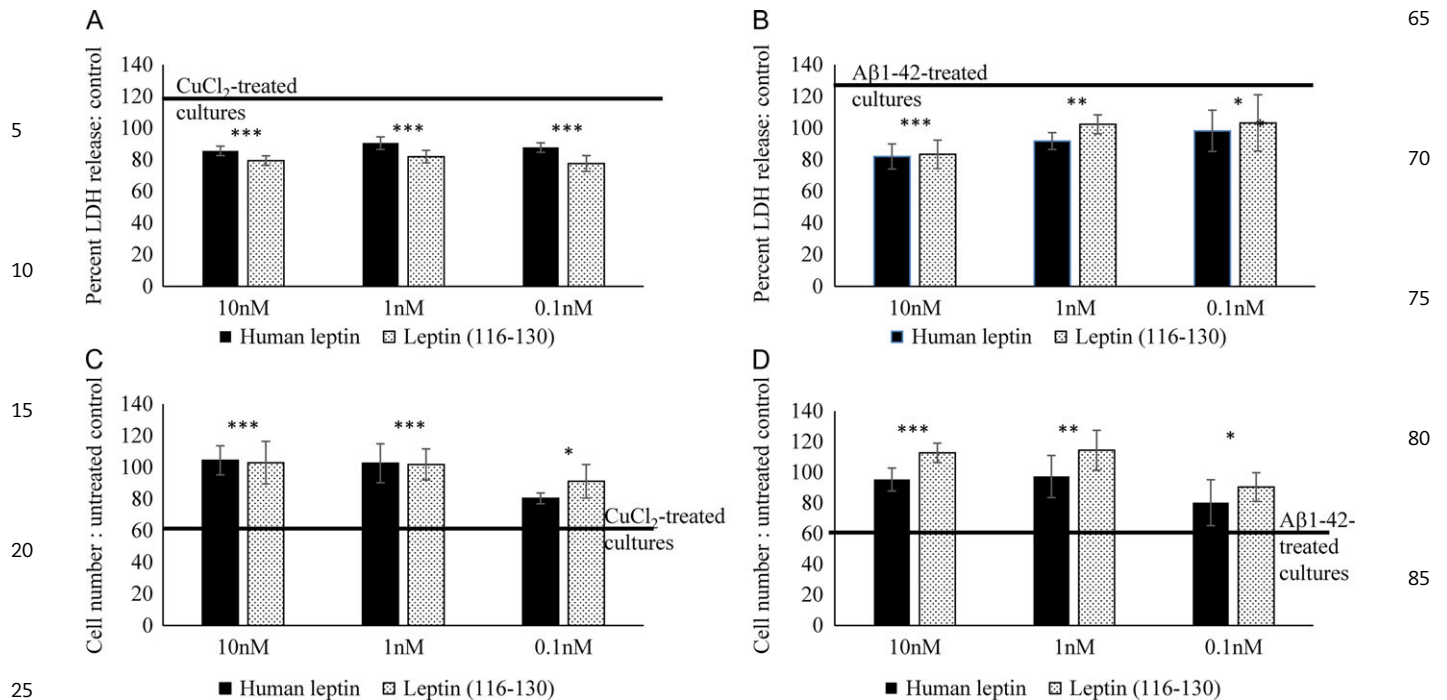 A
Percent LDH release: control
140
120
100
80
60
40
20
0
CuCl₂-treated
cultures
***
***
***
10nM
1nM
0.1nM
Human leptin
Leptin (116-130)
B
Percent LDH release: control
140
120
100
80
60
40
20
0
Aβ1-42-treated
cultures
***
**
*
*
10nM
1nM
0.1nM
Human leptin
Leptin (116-130)
C
Cell number : untreated control
140
120
100
80
60
40
20
0
***
***
*
CuCl₂-treated
cultures
10nM
1nM
0.1nM
Human leptin
Leptin (116-130)
D
Cell number : untreated control
140
120
100
80
60
40
20
0
***
**
*
Aβ1-42-
treated
cultures
10nM
1nM
0.1nM
Human leptin
Leptin (116-130)
5
10
15
20
25
65
70
75
80
85